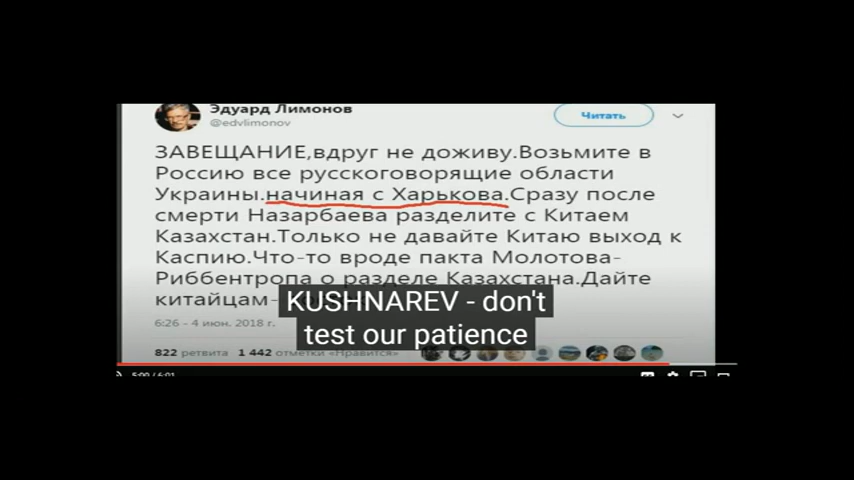 Эдуард Лимонов
@edvlimonov
Читать
ЗАВЕЩАНИЕ,вдруг не доживу.Возьмите в
Россию все русскоговорящие области
Украины.начиная с Харькова.Сразу после
смерти Назарбаева разделите с Китаем
Казахстан.Только не давайте Китаю выход к
Каспию.Что-то вроде пакта Молотова-
Риббентропа о разделе Казахстана.Дайте
китайцам-
KUSHNAREV - don't
test our patience
6:26 - 4 июн. 2018 г.
822 ретвита 1 442 отметки «Нравится»
5:00 / 6:01